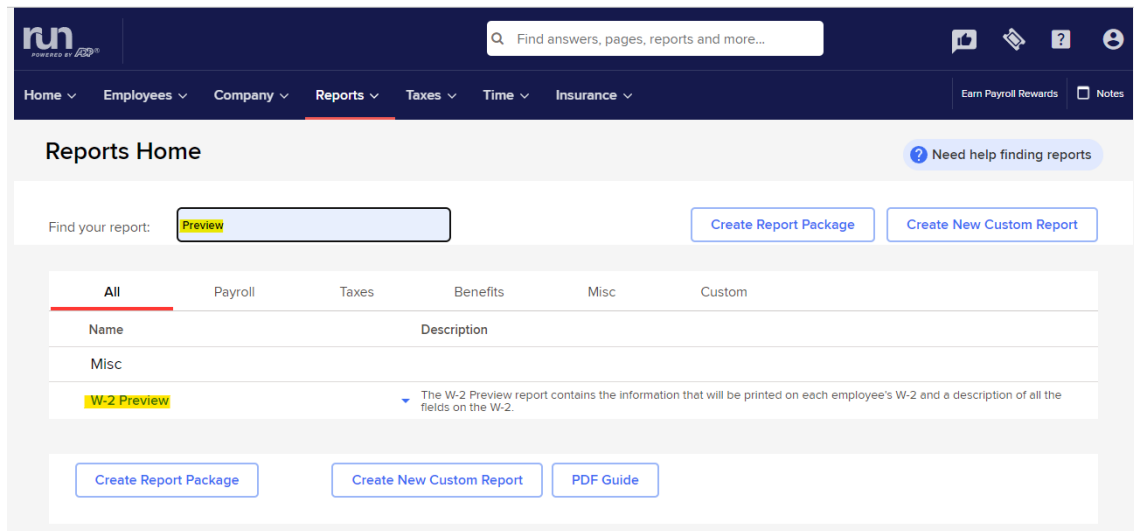 run
POWERED BY ADP®
Find answers, pages, reports and more...
?
Home Employees Company Reports Taxes Time Insurance
Earn Payroll Rewards Notes
Reports Home
? Need help finding reports
Find your report: Preview
Create Report Package Create New Custom Report
All Payroll Taxes Benefits Misc Custom
Name Description
Misc
W-2 Preview The W-2 Preview report contains the information that will be printed on each employee's W-2 and a description of all the
fields on the W-2.
Create Report Package Create New Custom Report PDF Guide